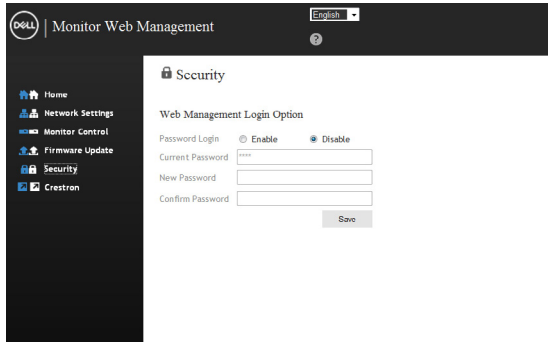 DELL | Monitor Web Management
English
?
Home
Network Settings
Monitor Control
Firmware Update
Security
Crestron
Security
Web Management Login Option
Password Login Enable Disable
Current Password ****
New Password
Confirm Password
Save